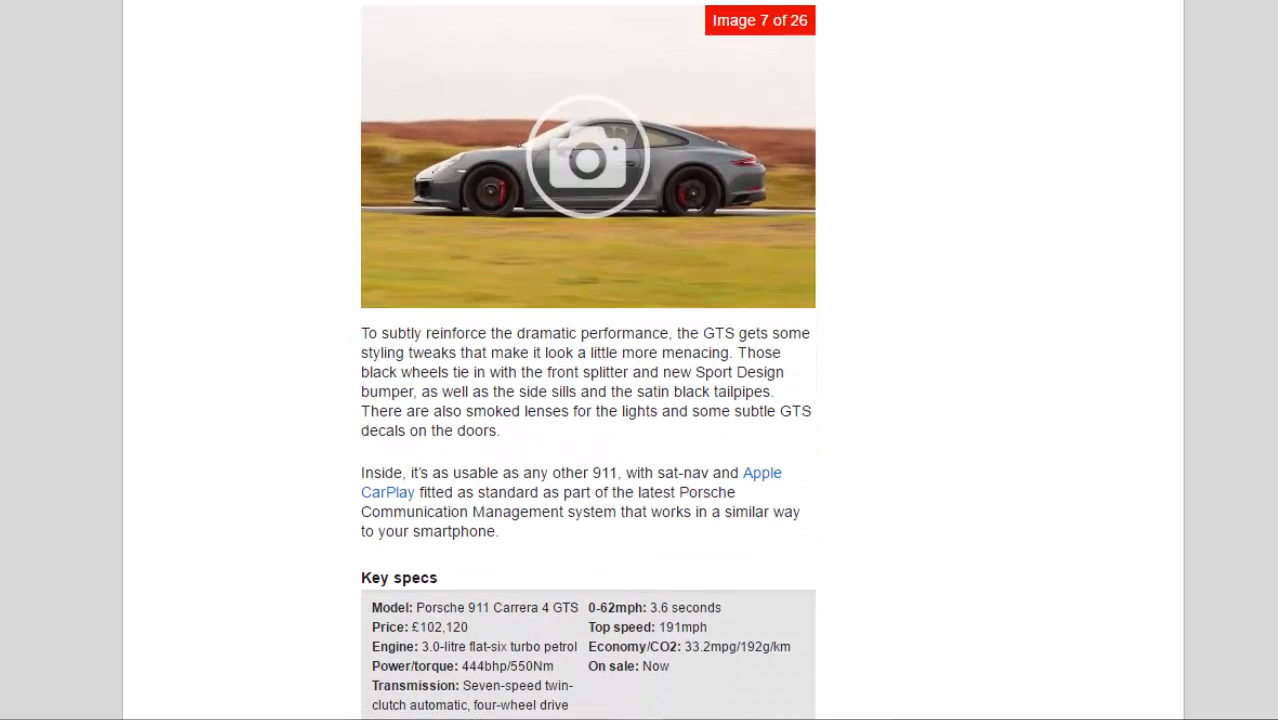 Image 7 of 26
To subtly reinforce the dramatic performance, the GTS gets some
styling tweaks that make it look a little more menacing. Those
black wheels tie in with the front splitter and new Sport Design
bumper, as well as the side sills and the satin black tailpipes.
There are also smoked lenses for the lights and some subtle GTS
decals on the doors.
Inside, it's as usable as any other 911, with sat-nav and Apple
CarPlay fitted as standard as part of the latest Porsche
Communication Management system that works in a similar way
to your smartphone.
Key specs
Model: Porsche 911 Carrera 4 GTS
Price: £102,120
Engine: 3.0-litre flat-six turbo petrol
Power/torque: 444bhp/550Nm
Transmission: Seven-speed twin-
clutch automatic, four-wheel drive
0-62mph: 3.6 seconds
Top speed: 191mph
Economy/CO2: 33.2mpg/192g/km
On sale: Now